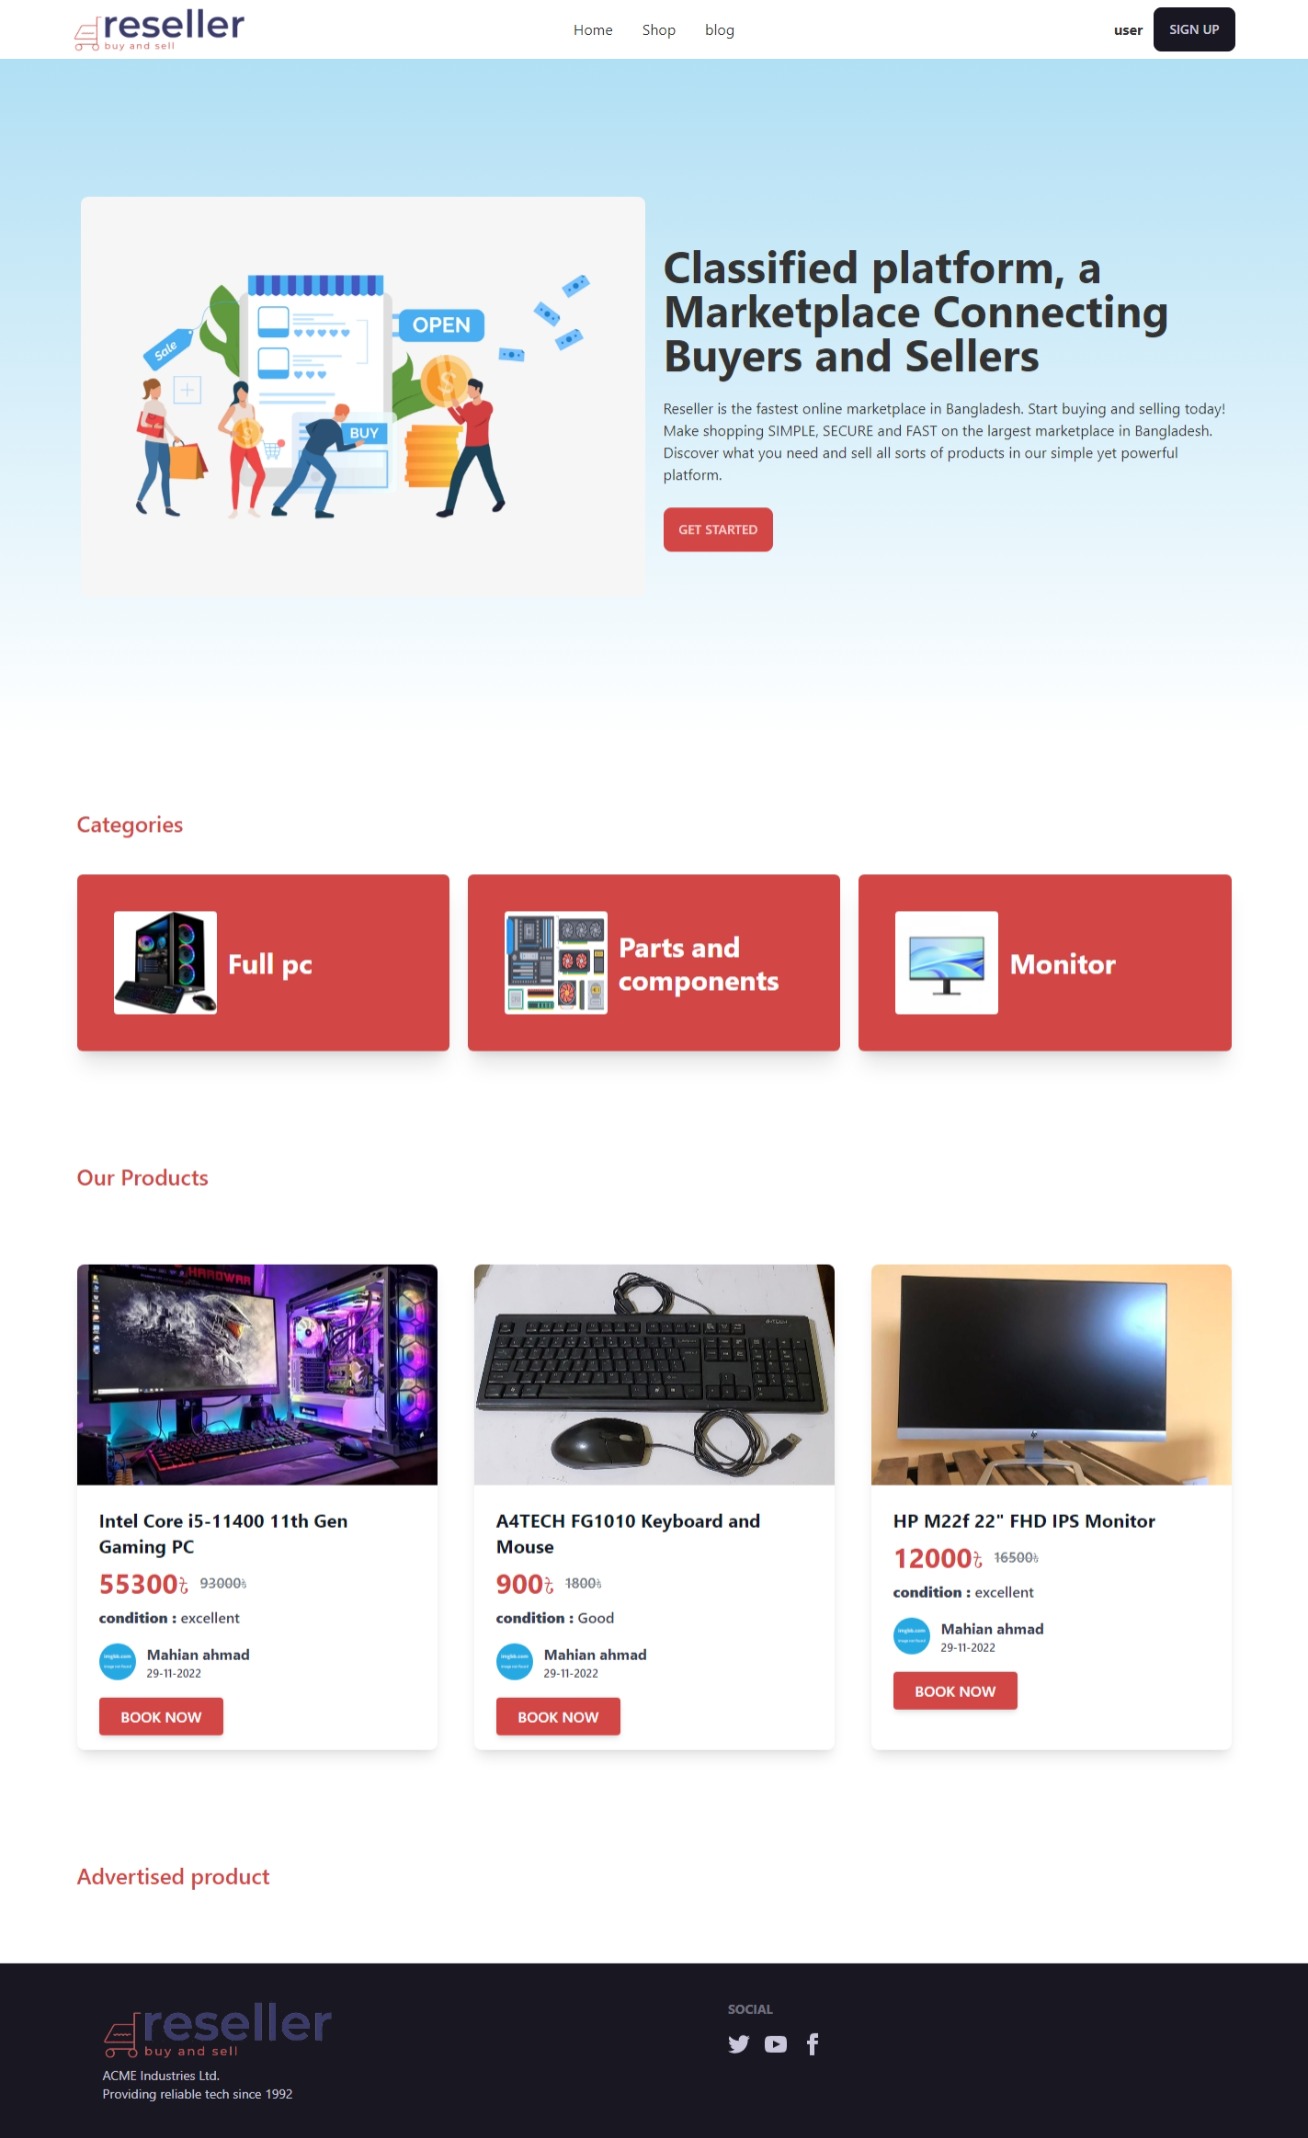 reseller
buy and sell
Home
Shop
blog
user
SIGN UP
Sale
OPEN
BUY
Classified platform, a
Marketplace Connecting
Buyers and Sellers
Reseller is the fastest online marketplace in Bangladesh. Start buying and selling today!
Make shopping SIMPLE, SECURE and FAST on the largest marketplace in Bangladesh.
Discover what you need and sell all sorts of products in our simple yet powerful
platform.
GET STARTED
Categories
Full pc
Parts and
components
Monitor
Our Products
Intel Core i5-11400 11th Gen
Gaming PC
55300৳ 93000৳
condition : excellent
Mahian ahmad
29-11-2022
BOOK NOW
A4TECH FG1010 Keyboard and
Mouse
900৳ 1800৳
condition : Good
Mahian ahmad
29-11-2022
BOOK NOW
HP M22f 22" FHD IPS Monitor
12000৳ 16500৳
condition : excellent
Mahian ahmad
29-11-2022
BOOK NOW
Advertised product
reseller
buy and sell
ACME Industries Ltd.
Providing reliable tech since 1992
SOCIAL